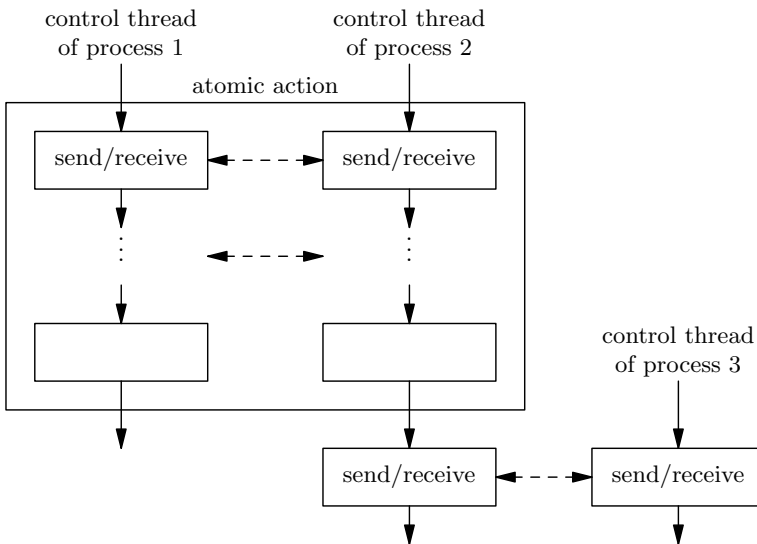 control thread
of process 1
control thread
of process 2
atomic action
send/receive
send/receive
control thread
of process 3
send/receive
send/receive